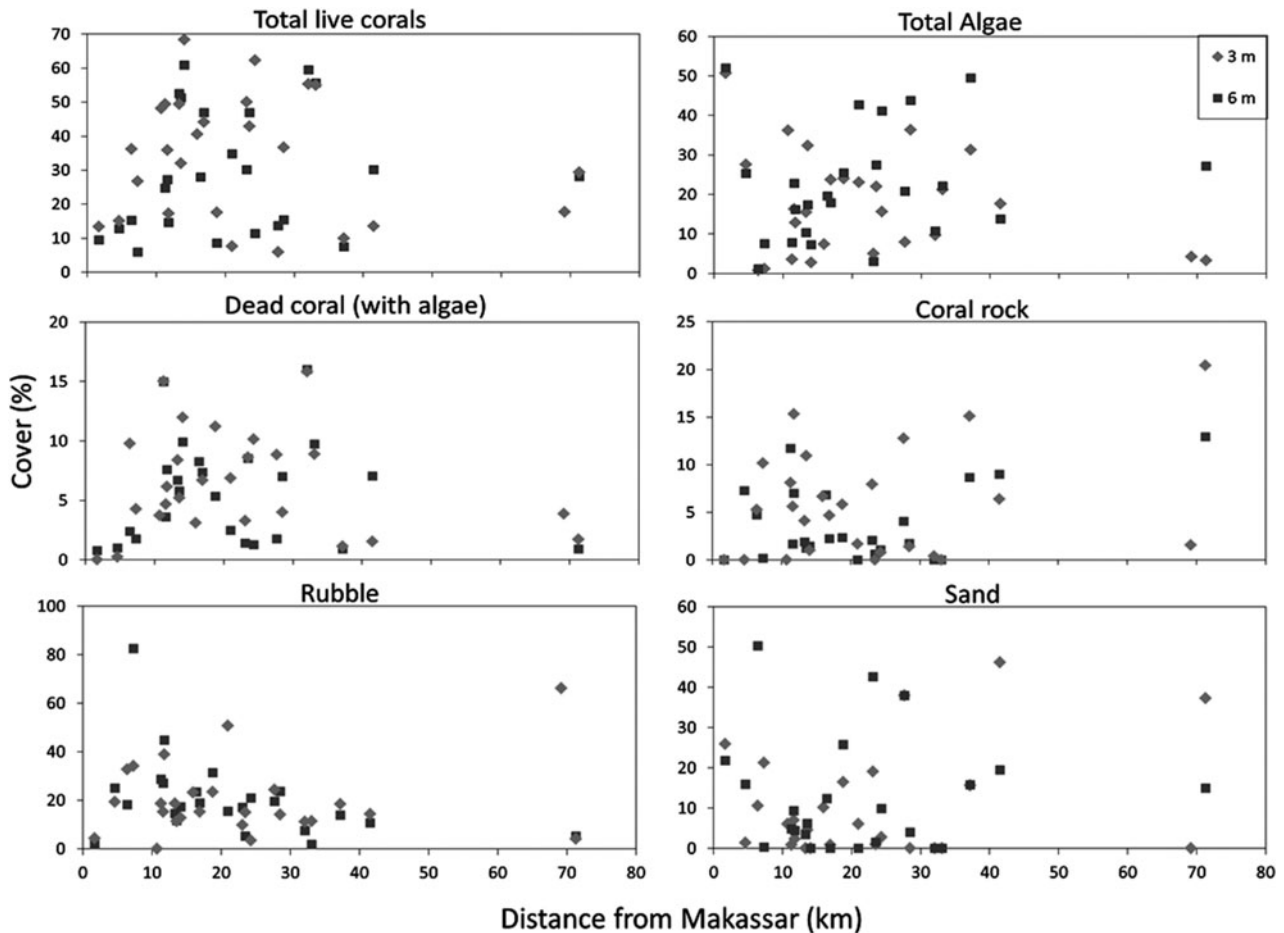 Total live corals
70
60
50
40
30
20
10
0
0 10 20 30 40 50 60 70 80
Total Algae
60
50
40
30
20
10
0
0 10 20 30 40 50 60 70 80
3 m
6 m
Dead coral (with algae)
20
15
10
5
0
0 10 20 30 40 50 60 70 80
Coral rock
25
20
15
10
5
0
0 10 20 30 40 50 60 70 80
Cover (%)
Rubble
100
80
60
40
20
0
0 10 20 30 40 50 60 70 80
Sand
60
50
40
30
20
10
0
0 10 20 30 40 50 60 70 80
Distance from Makassar (km)